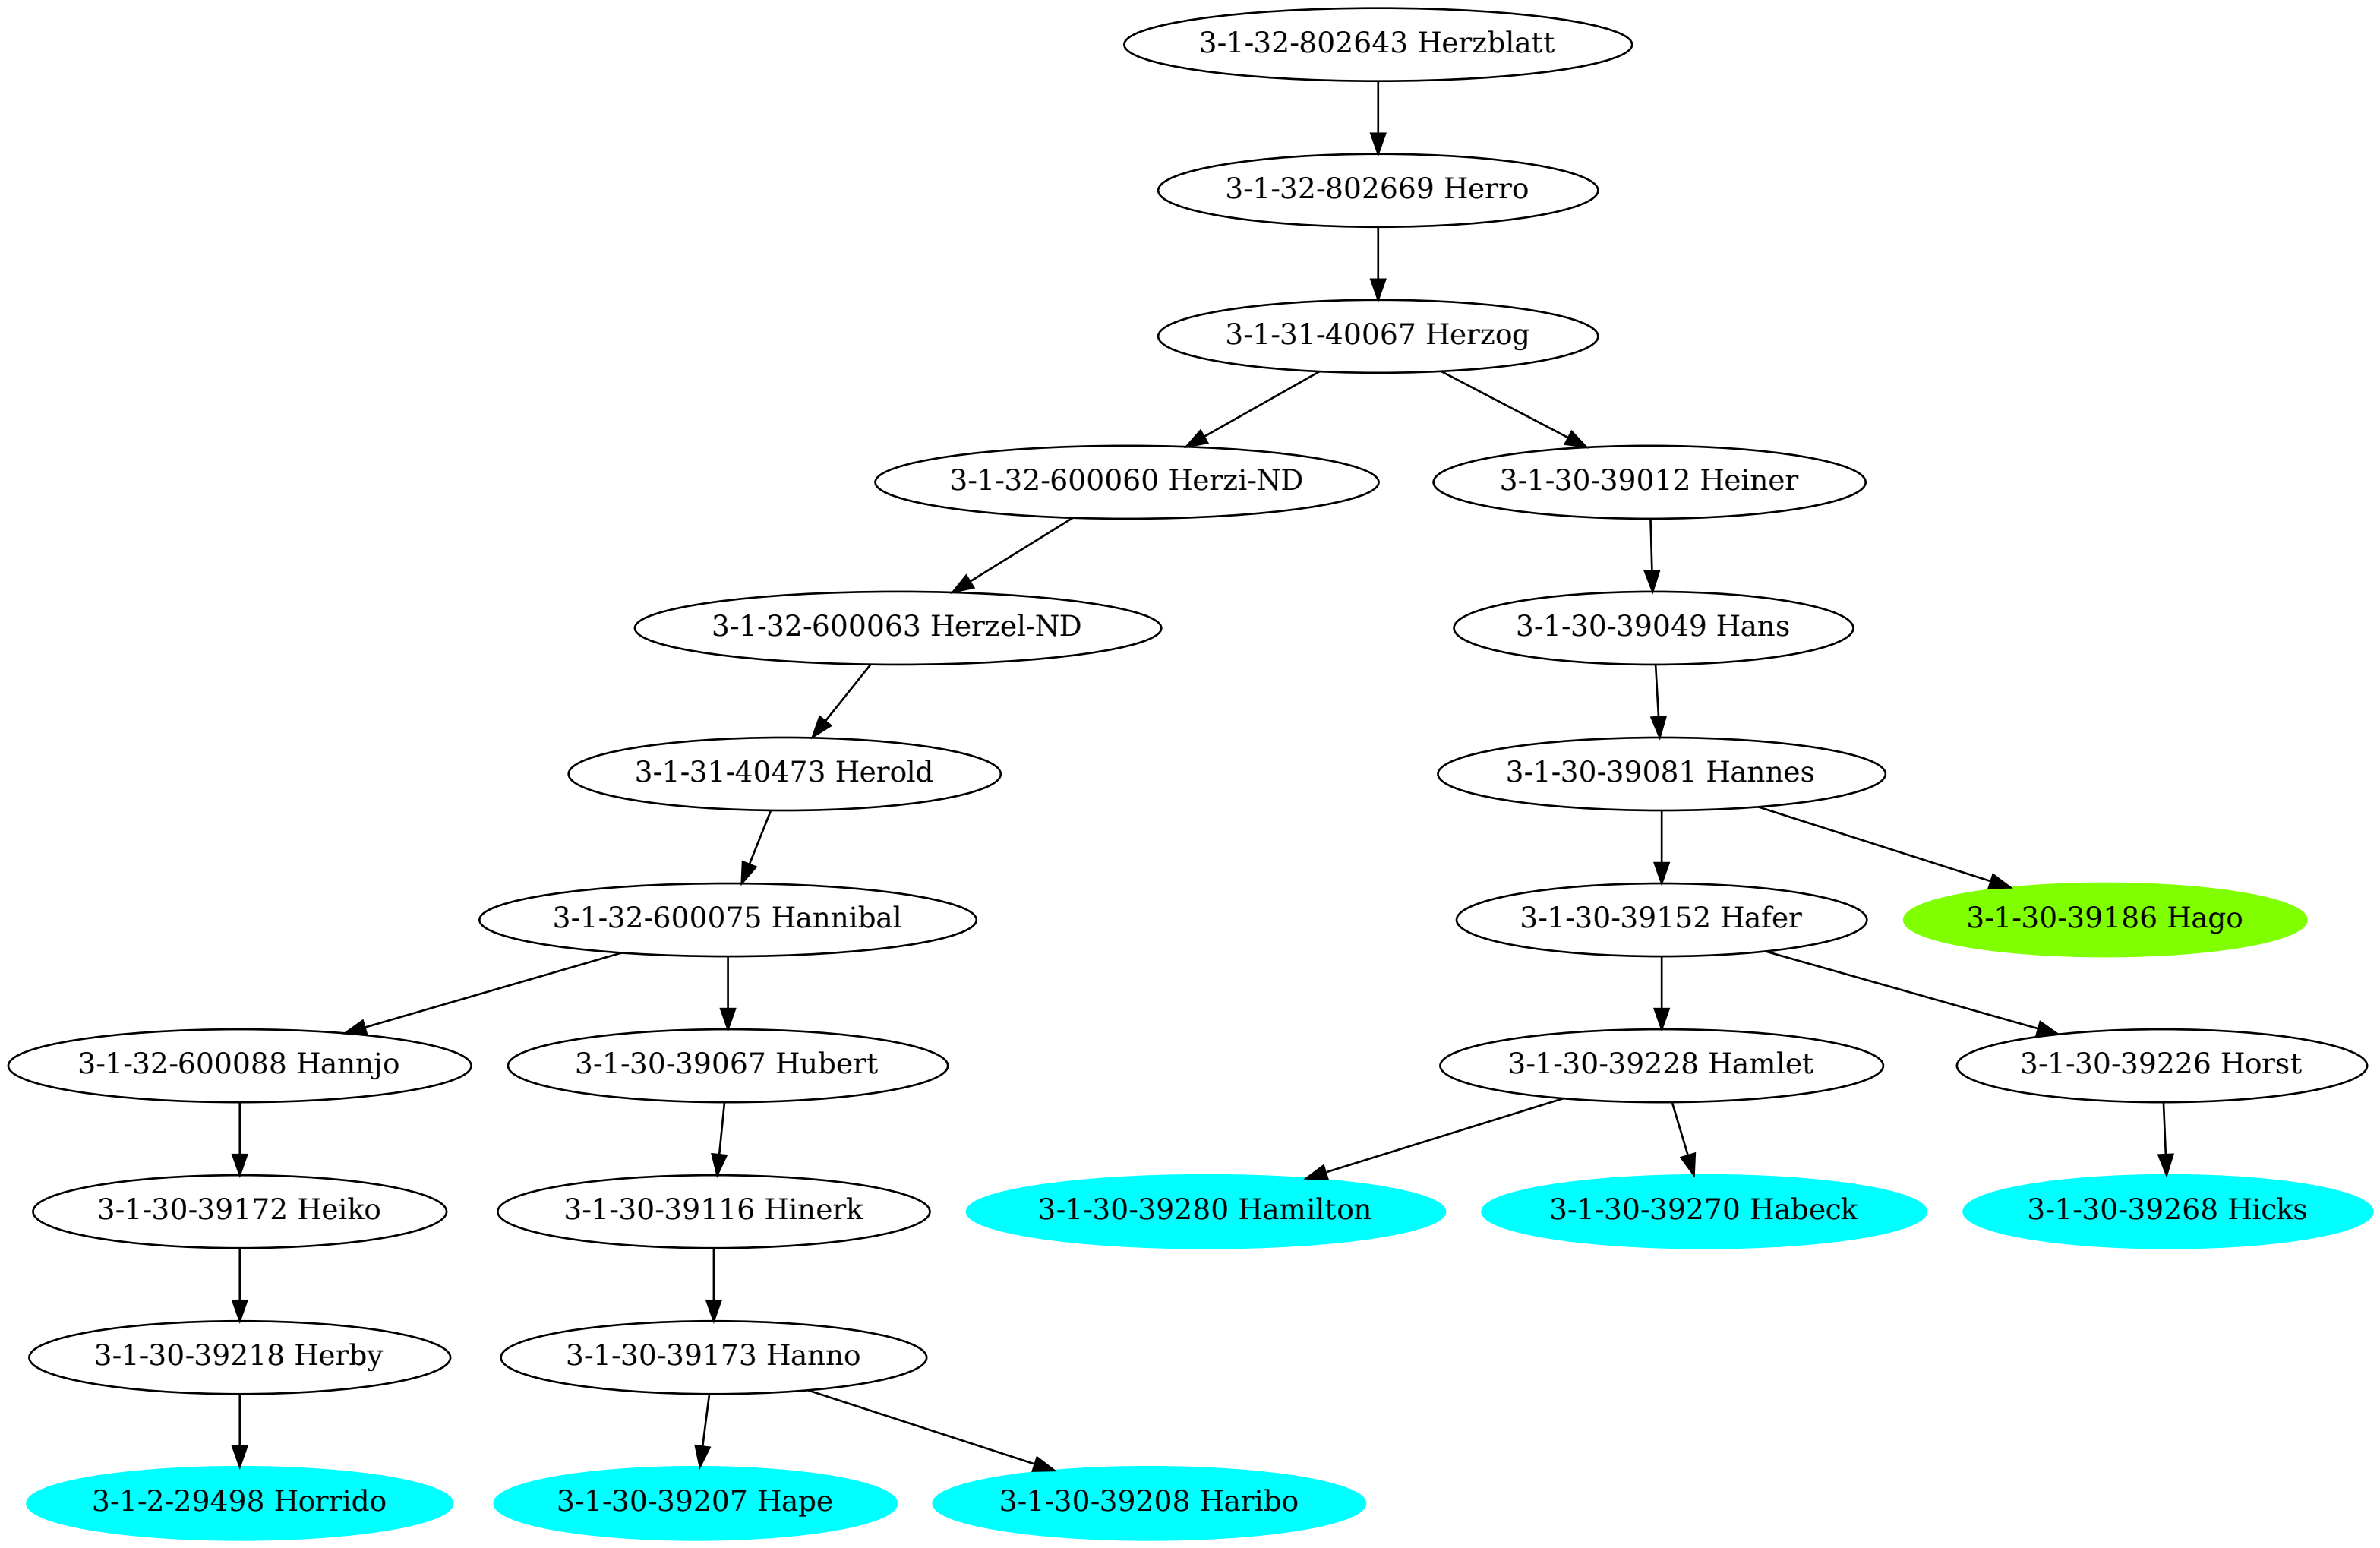 3-1-32-802643 Herzblatt
3-1-32-802669 Herro
3-1-31-40067 Herzog
3-1-32-600060 Herzi-ND
3-1-30-39012 Heiner
3-1-32-600063 Herzel-ND
3-1-30-39049 Hans
3-1-31-40473 Herold
3-1-30-39081 Hannes
3-1-32-600075 Hannibal
3-1-30-39152 Hafer
3-1-30-39186 Hago
3-1-32-600088 Hannjo
3-1-30-39067 Hubert
3-1-30-39228 Hamlet
3-1-30-39226 Horst
3-1-30-39172 Heiko
3-1-30-39116 Hinerk
3-1-30-39280 Hamilton
3-1-30-39270 Habeck
3-1-30-39268 Hicks
3-1-30-39218 Herby
3-1-30-39173 Hanno
3-1-2-29498 Horrido
3-1-30-39207 Hape
3-1-30-39208 Haribo